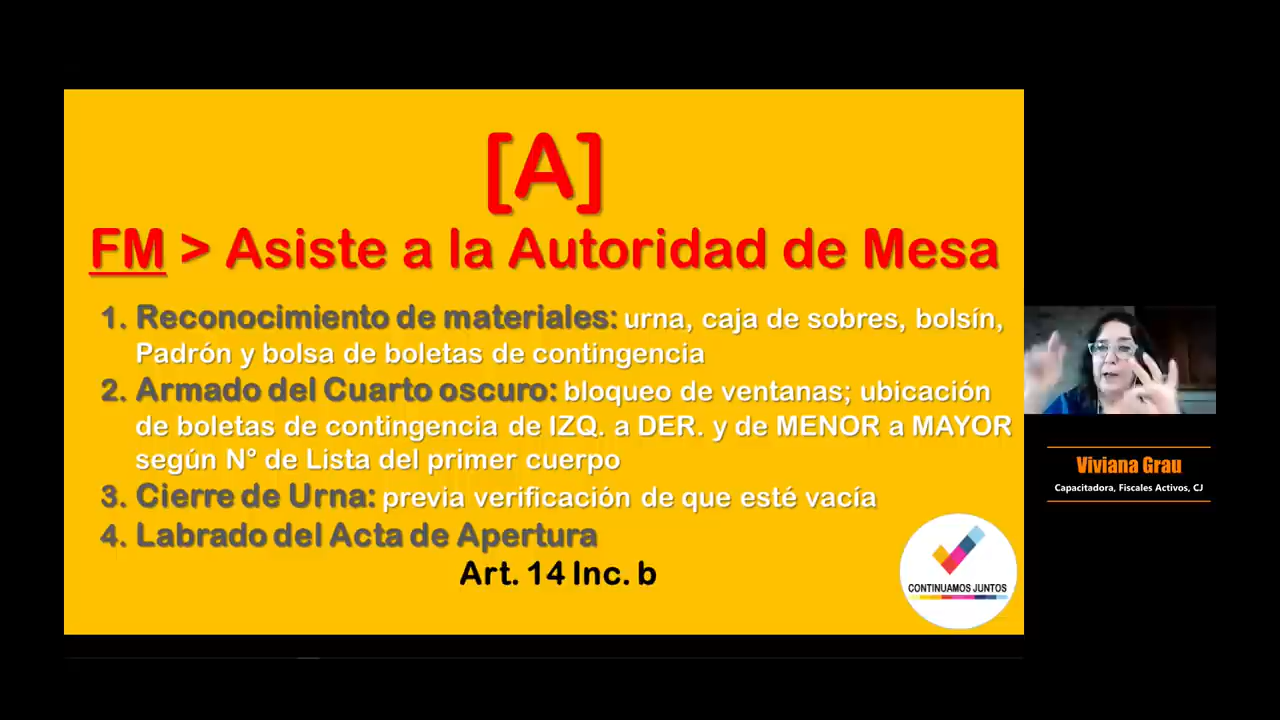 [A]
FM > Asiste a la Autoridad de Mesa
1. Reconocimiento de materiales: urna, caja de sobres, bolsín,
Padrón y bolsa de boletas de contingencia
2. Armado del Cuarto oscuro: bloqueo de ventanas; ubicación
de boletas de contingencia de IZQ. a DER. y de MENOR a MAYOR
según N° de Lista del primer cuerpo
3. Cierre de Urna: previa verificación de que esté vacía
4. Labrado del Acta de Apertura
Art. 14 Inc. b
CONTINUAMOS JUNTOS
Viviana Grau
Capacitadora, Fiscales Activos, CJ